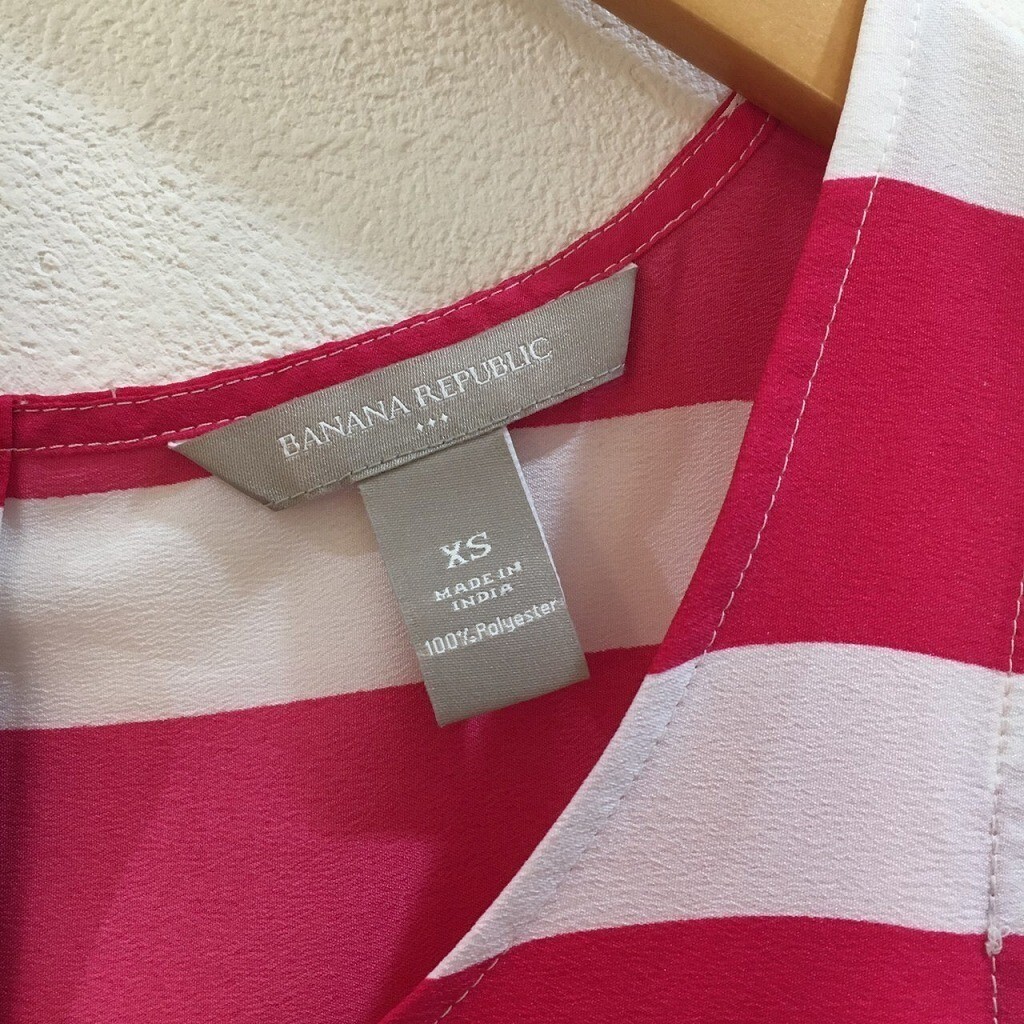 BANANA REPUBLIC
XS
MADE IN
INDIA
100% Polyester